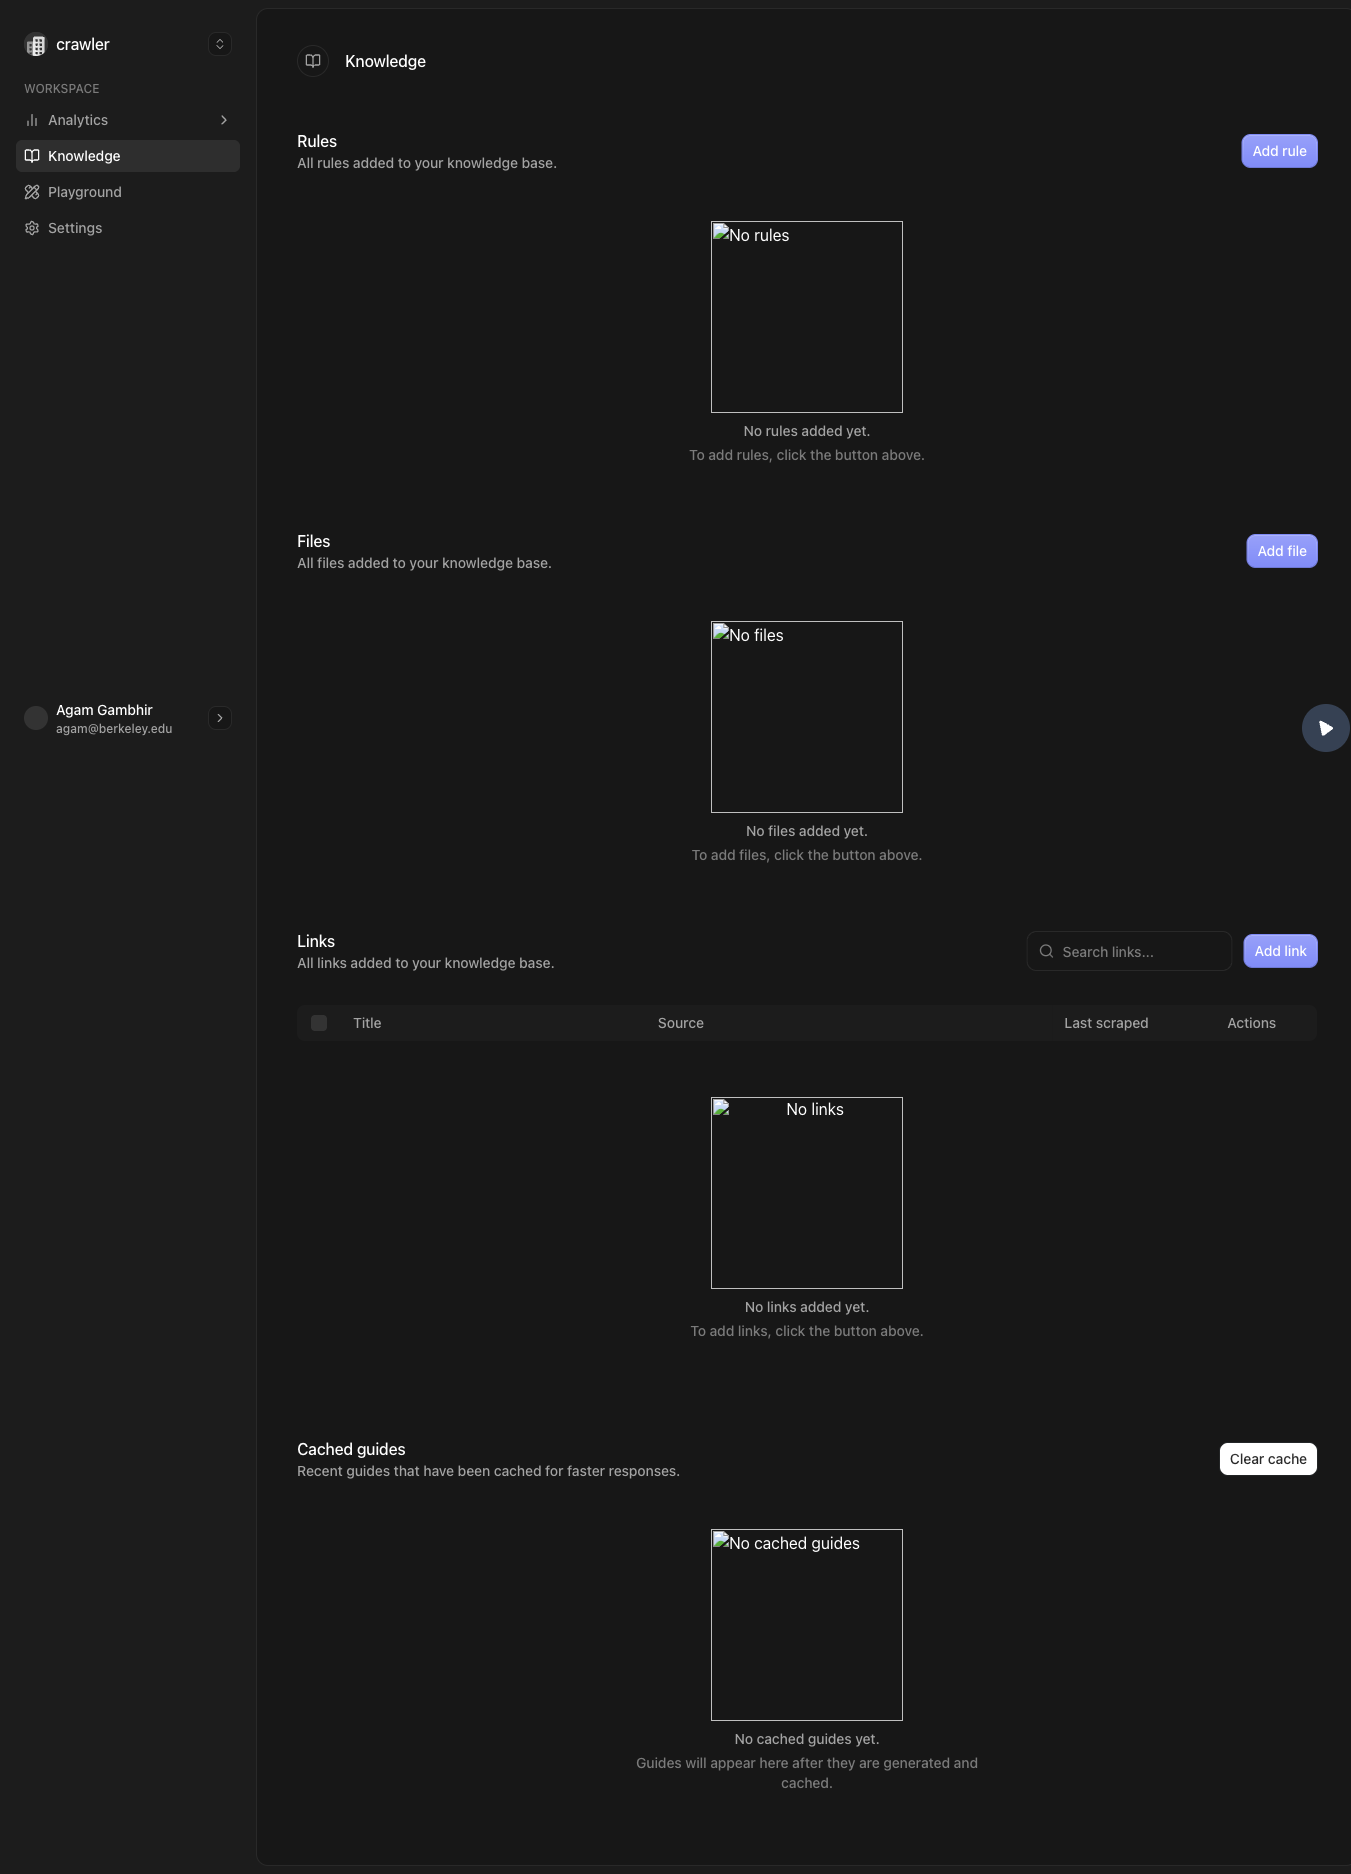 crawler
WORKSPACE
Analytics
Knowledge
Playground
Settings
Agam Gambhir
agam@berkeley.edu
Knowledge
Rules
All rules added to your knowledge base.
Add rule
No rules
No rules added yet.
To add rules, click the button above.
Files
All files added to your knowledge base.
Add file
No files
No files added yet.
To add files, click the button above.
Links
All links added to your knowledge base.
Search links...
Add link
Title Source Last scraped Actions
No links
No links added yet.
To add links, click the button above.
Cached guides
Recent guides that have been cached for faster responses.
Clear cache
No cached guides
No cached guides yet.
Guides will appear here after they are generated and
cached.